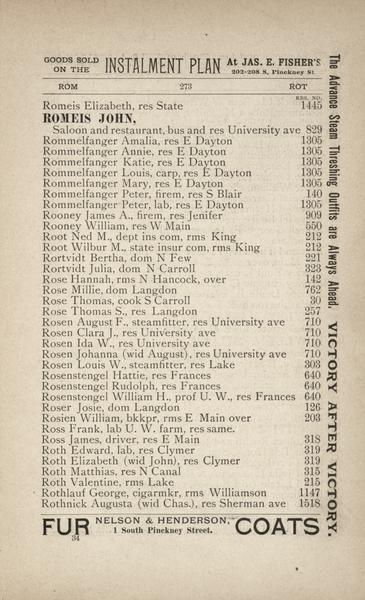 GOODS SOLD ON THE INSTALMENT PLAN At JAS. E. FISHER'S
202-208 S. Pinckney St.
ROM 273 ROT
RES. NO.
Romeis Elizabeth, res State 1445
ROMEIS JOHN,
Saloon and restaurant, bus and res University ave 829
Rommelfanger Amalia, res E Dayton 1305
Rommelfanger Annie, res E Dayton 1305
Rommelfanger Katie, res E Dayton 1305
Rommelfanger Louis, carp, res E Dayton 1305
Rommelfanger Mary, res E Dayton 1305
Rommelfanger Peter, firem, res S Blair 140
Rommelfanger Peter, lab, res E Dayton 1305
Rooney James A., firem, res Jenifer 909
Rooney William, res W Main 550
Root Ned M., dept ins com, rms King 212
Root Wilbur M., state insur com, rms King 212
Rortvidt Bertha, dom N Few 221
Rortvidt Julia, dom N Carroll 323
Rose Hannah, rms N Hancock, over 142
Rose Millie, dom Langdon 762
Rose Thomas, cook S Carroll 30
Rose Thomas S., res Langdon 257
Rosen August F., steamfitter, res University ave 710
Rosen Clara J., res University ave 710
Rosen Ida W., res University ave 710
Rosen Johanna (wid August), res University ave 710
Rosen Louis W., steamfitter, res Lake 303
Rosenstengel Hattie, res Frances 640
Rosenstengel Rudolph, res Frances 640
Rosenstengel William H., prof U. W., res Frances 640
Roser Josie, dom Langdon 126
Rosien William, bkkpr, rms E Main over 203
Ross Frank, lab U. W. farm, res same.
Ross James, driver, res E Main 318
Roth Edward, lab, res Clymer 319
Roth Elizabeth (wid John), res Clymer 319
Roth Matthias, res N Canal 315
Roth Valentine, rms Lake 215
Rothlauf George, cigarmkr, rms Williamson 1147
Rothnick Augusta (wid Chas.), res Sherman ave 1518
FUR NELSON & HENDERSON, COATS
1 South Pinckney Street.
34
The Advance Steam Threshing Outfits are Always Ahead. VICTORY AFTER VICTORY.